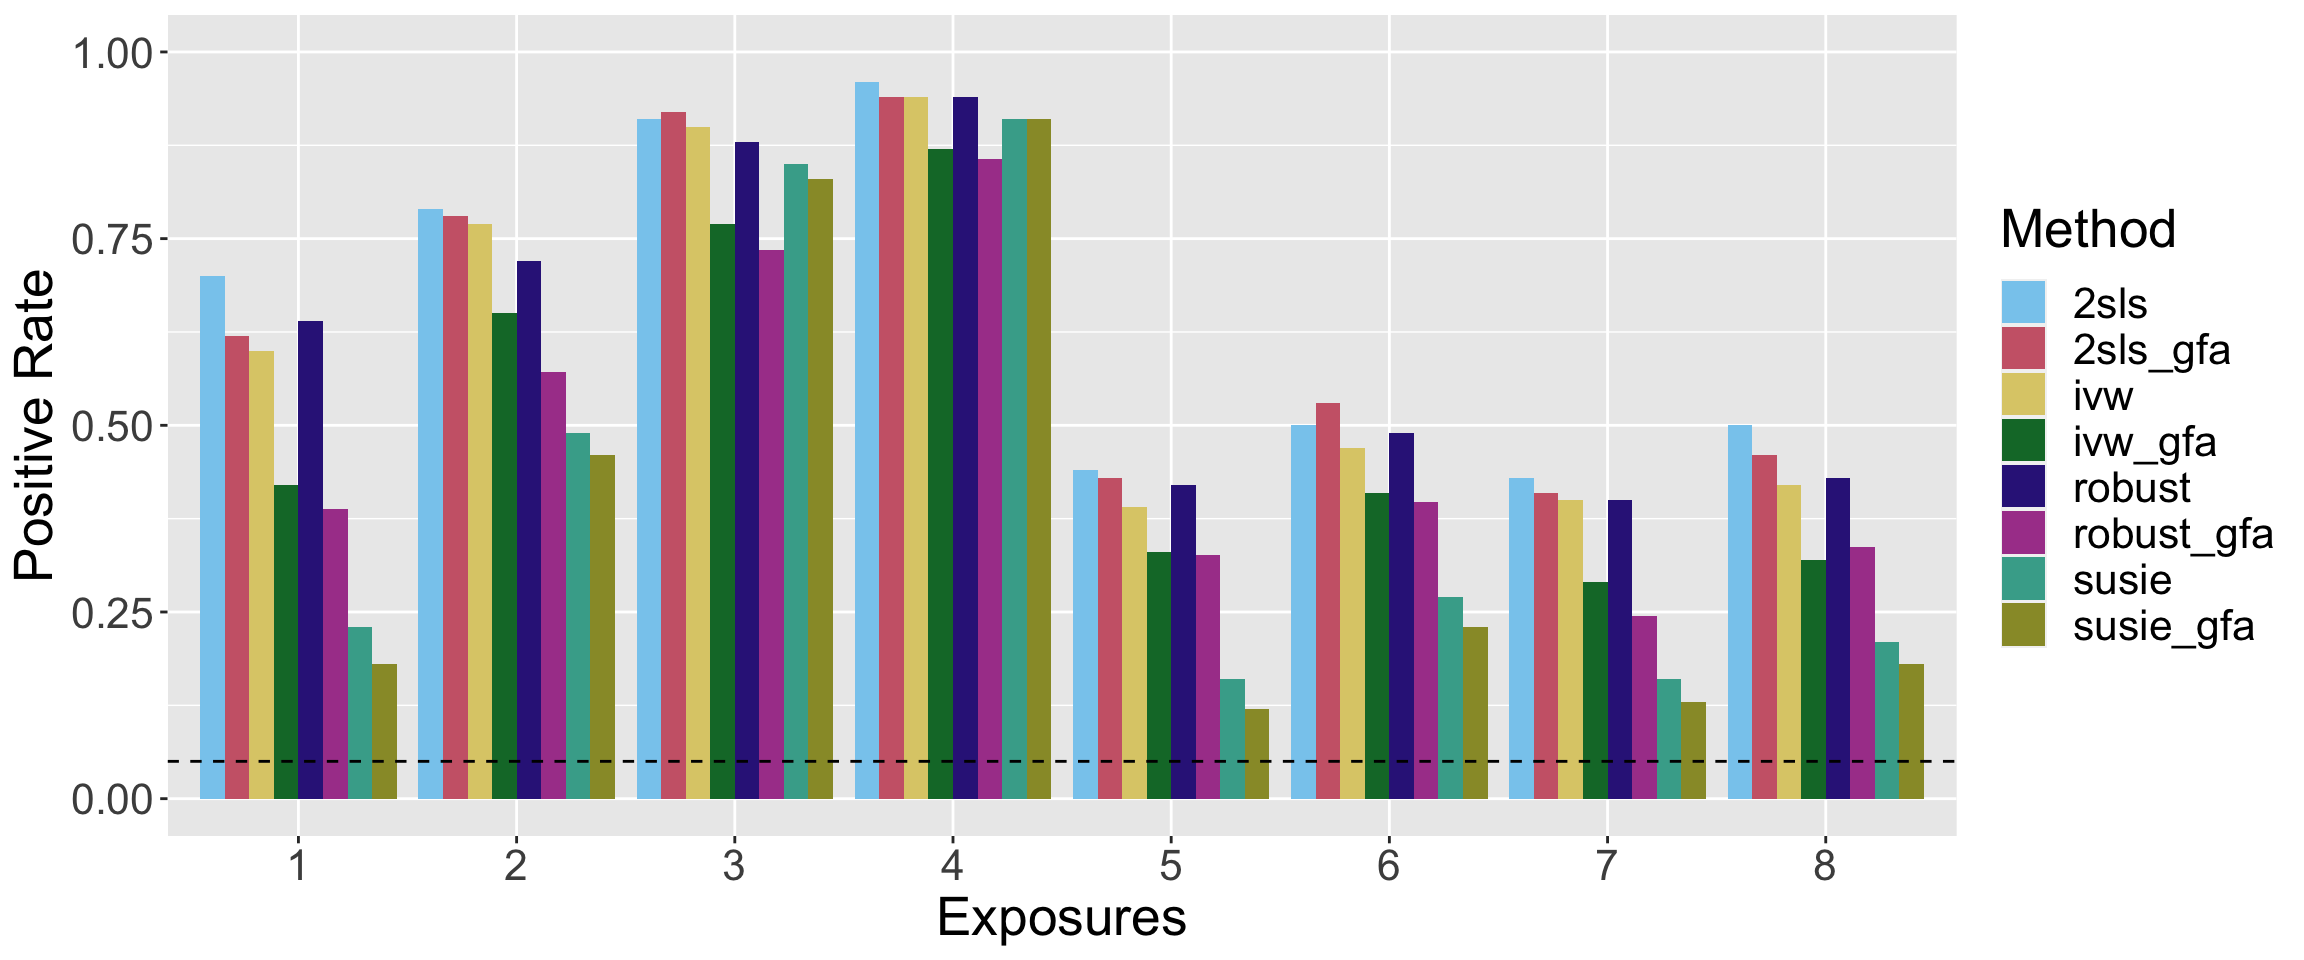 Positive Rate
1.00
0.75
0.50
0.25
0.00
1 2 3 4 5 6 7 8
Exposures
Method
2sls
2sls_gfa
ivw
ivw_gfa
robust
robust_gfa
susie
susie_gfa